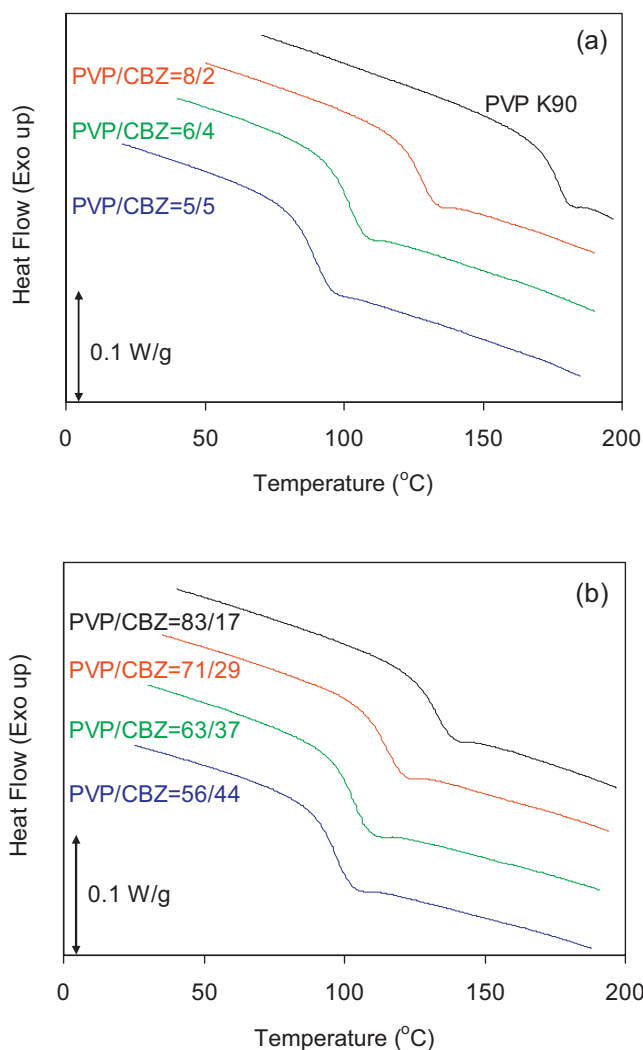 (a)
PVP/CBZ=8/2
PVP K90
PVP/CBZ=6/4
PVP/CBZ=5/5
Heat Flow (Exo up)
0.1 W/g
0 50 100 150 200
Temperature (°C)
(b)
PVP/CBZ=83/17
PVP/CBZ=71/29
PVP/CBZ=63/37
PVP/CBZ=56/44
Heat Flow (Exo up)
0.1 W/g
0 50 100 150 200
Temperature (°C)